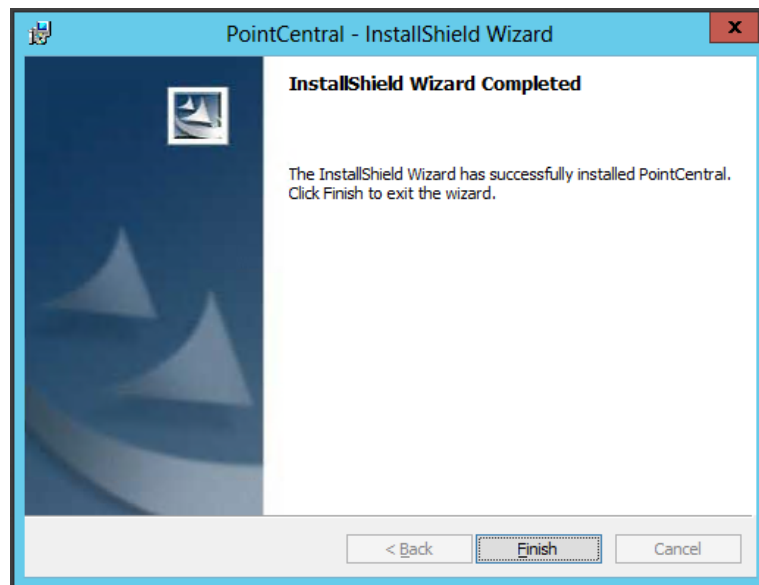 PointCentral - InstallShield Wizard
x
InstallShield Wizard Completed
The InstallShield Wizard has successfully installed PointCentral.
Click Finish to exit the wizard.
< Back
Finish
Cancel